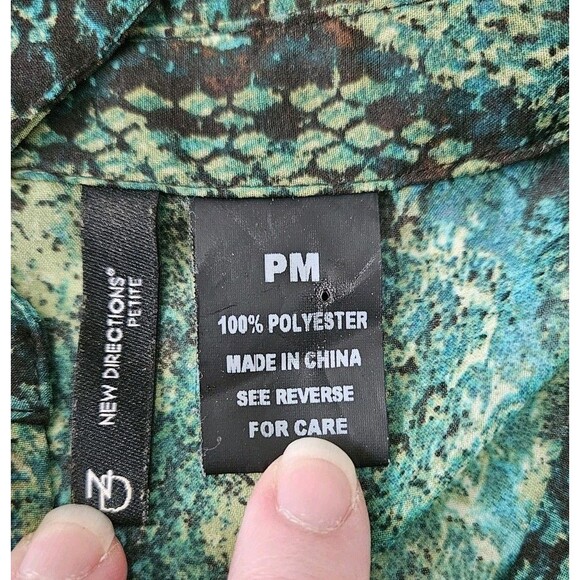 NEW DIRECTIONS®
PETITE
ND
PM
100% POLYESTER
MADE IN CHINA
SEE REVERSE
FOR CARE